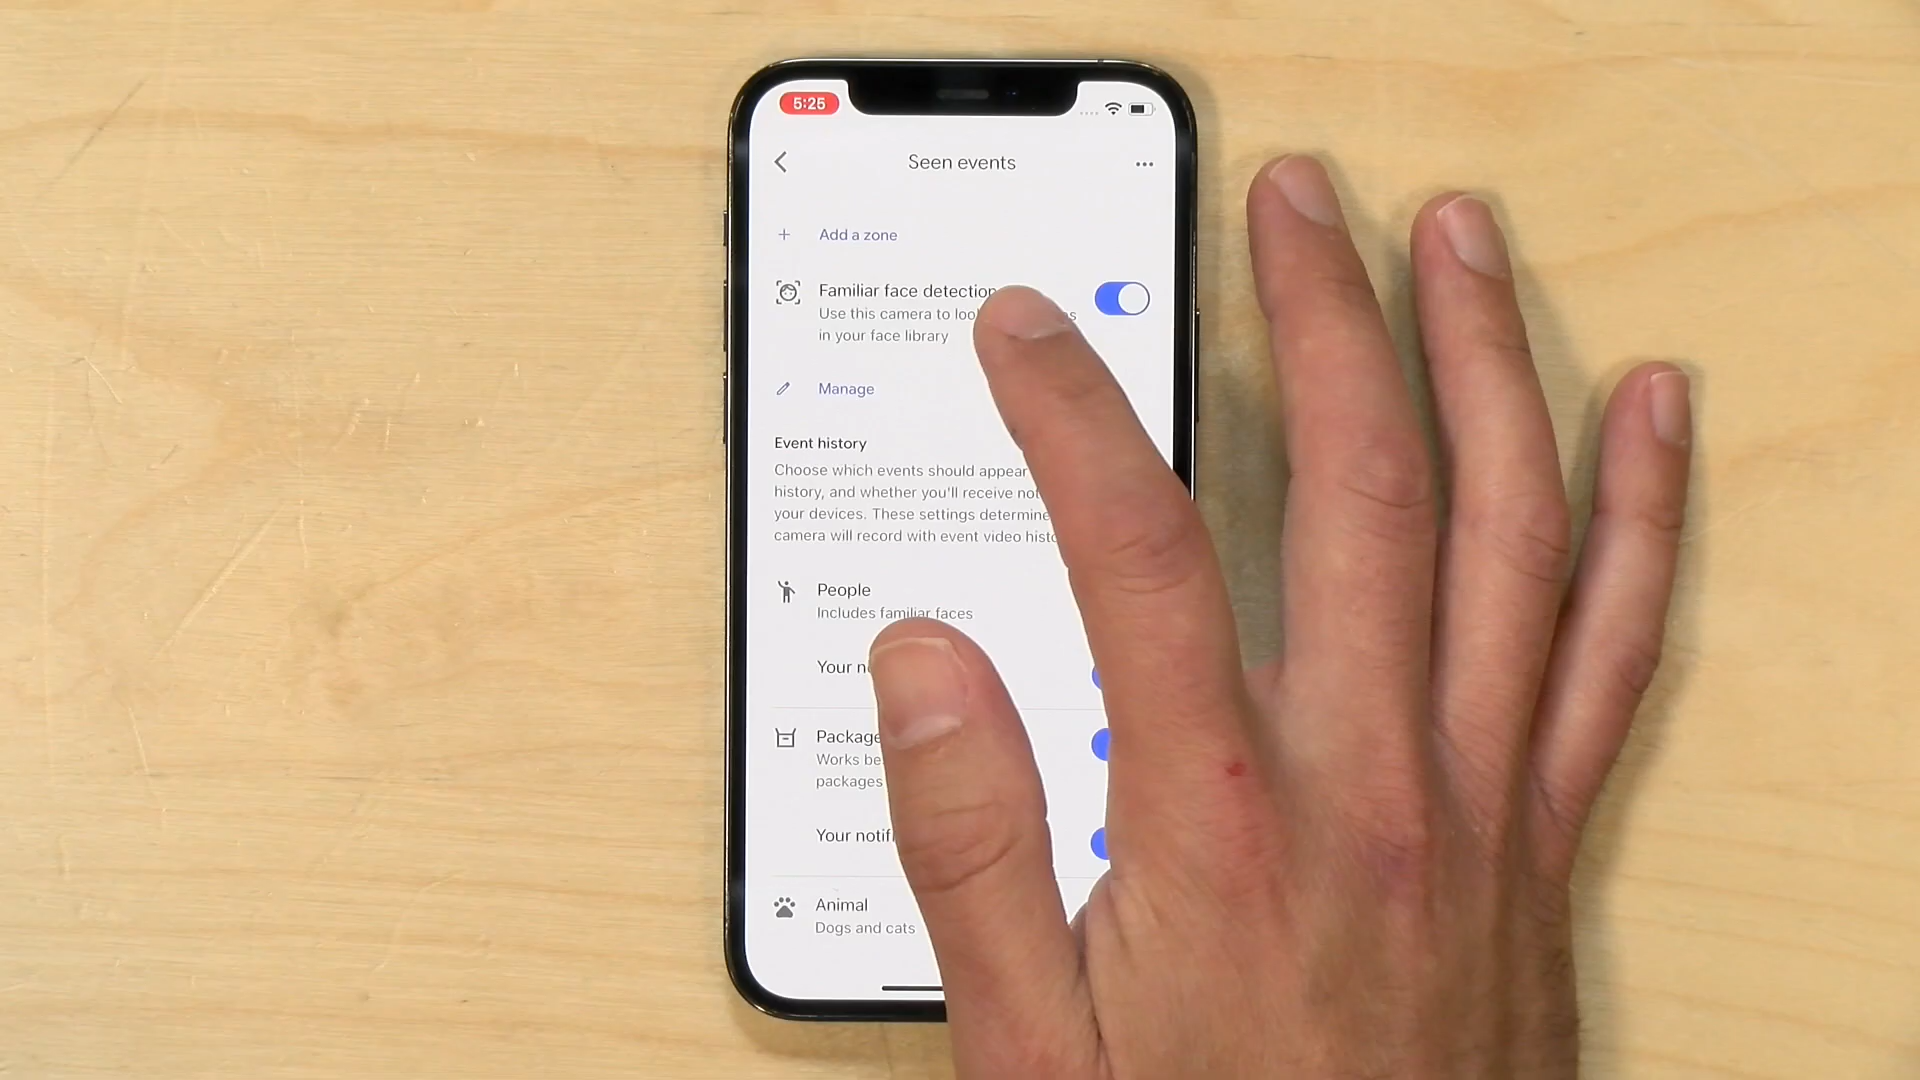 5:25
Seen events
Add a zone
Familiar face detection
Use this camera to
in your face library
Manage
Event history
Choose which events should appear
history, and whether you'll receive
your devices. These settings determine
camera will record with event video
People
Includes familiar faces
Your
Works
packages
Your
Animal
Dogs and cats